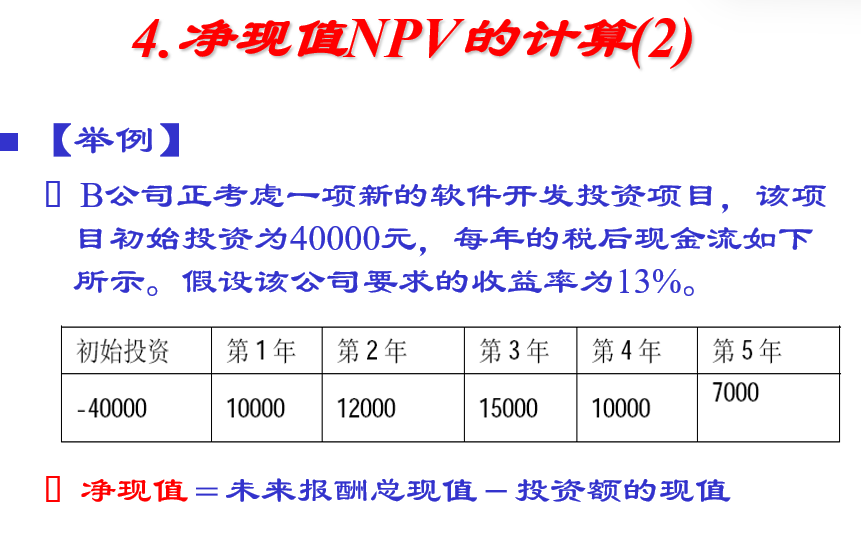 4.净现值NPV的计算(2)
【举例】
B公司正考虑一项新的软件开发投资项目，该项
目初始投资为40000元，每年的税后现金流如下
所示。假设该公司要求的收益率为13%。
初始投资 第1年 第2年 第3年 第4年 第5年
-40000 10000 12000 15000 10000 7000
净现值＝未来报酬总现值－投资额的现值